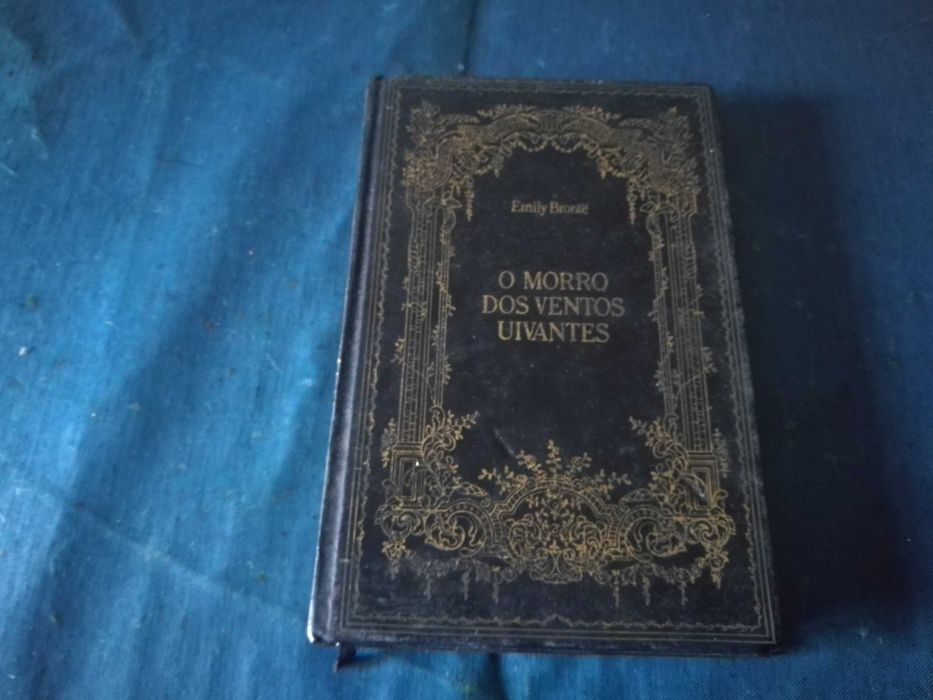 Emily Brontë
O MORRO
DOS VENTOS
UIVANTES